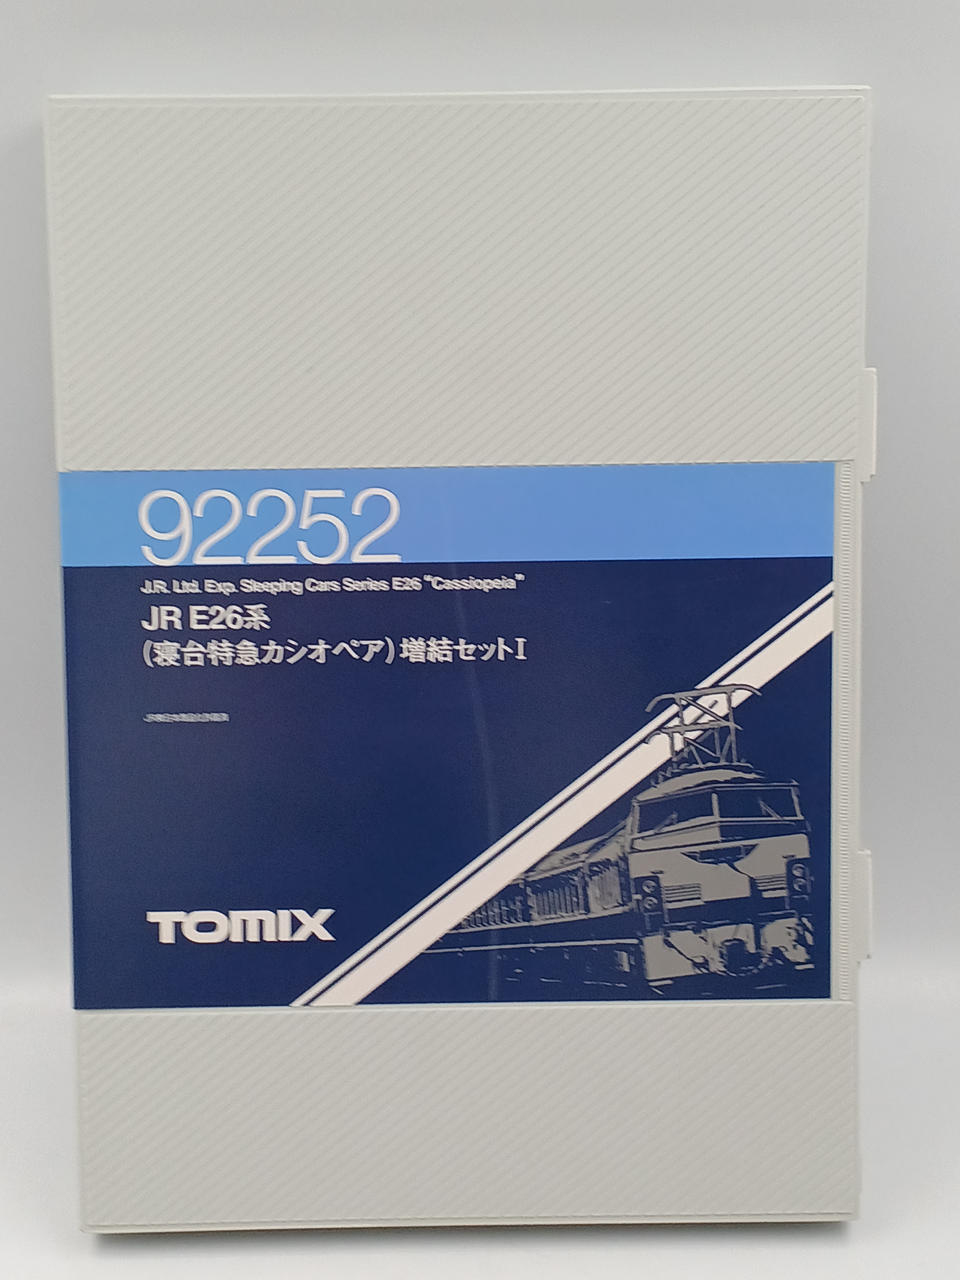 92252
J.R. Ltd. Exp. Sleeping Cars Series E26 "Cassiopeia"
JR E26系
(寝台特急カシオペア)増結セットI
TOMIX